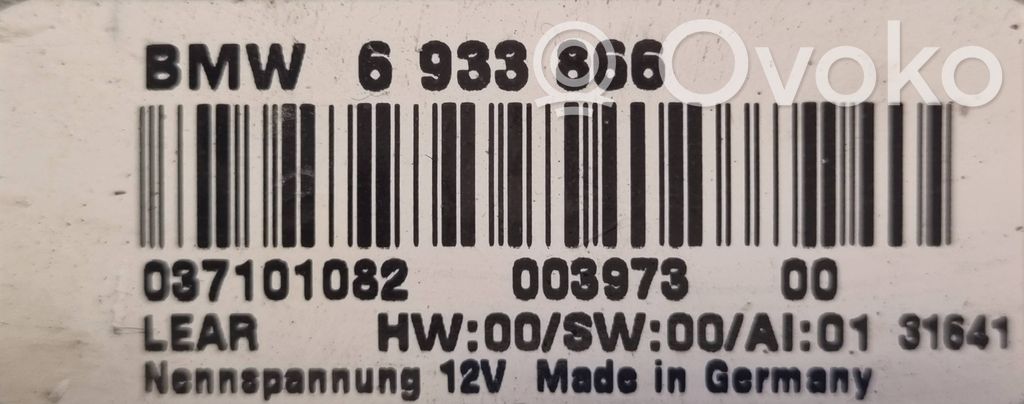 BMW 6 933 866
Ovoko
037101082 003973 00
LEAR HW:00/SW:00/AI:01 31641
Nennspannung 12V Made in Germany